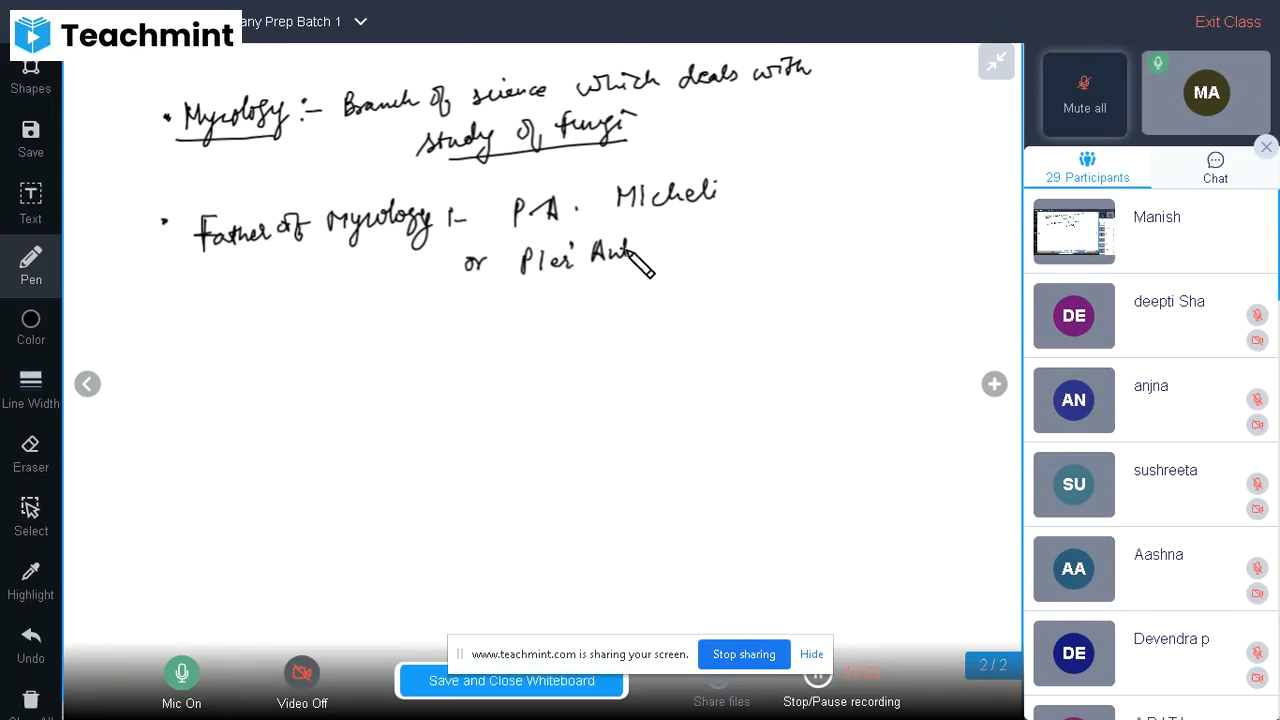 Teachmint
any Prep Batch 1
Exit Class
Shapes
Save
Text
Pen
Color
Line Width
Eraser
Select
Highlight
Undo
• Mycology :- Branch of science which deals with
study of fungi
• Father of Mycology :- P.A. MIcheli
or PIer Ant
Mute all
MA
29 Participants
Chat
Manish
DE
deepti Sha
AN
anjna
SU
sushreeta
AA
Aashna
DE
Devendra p
www.teachmint.com is sharing your screen.
Stop sharing
Hide
2 / 2
Mic On
Video Off
Save and Close Whiteboard
Share files
Stop/Pause recording